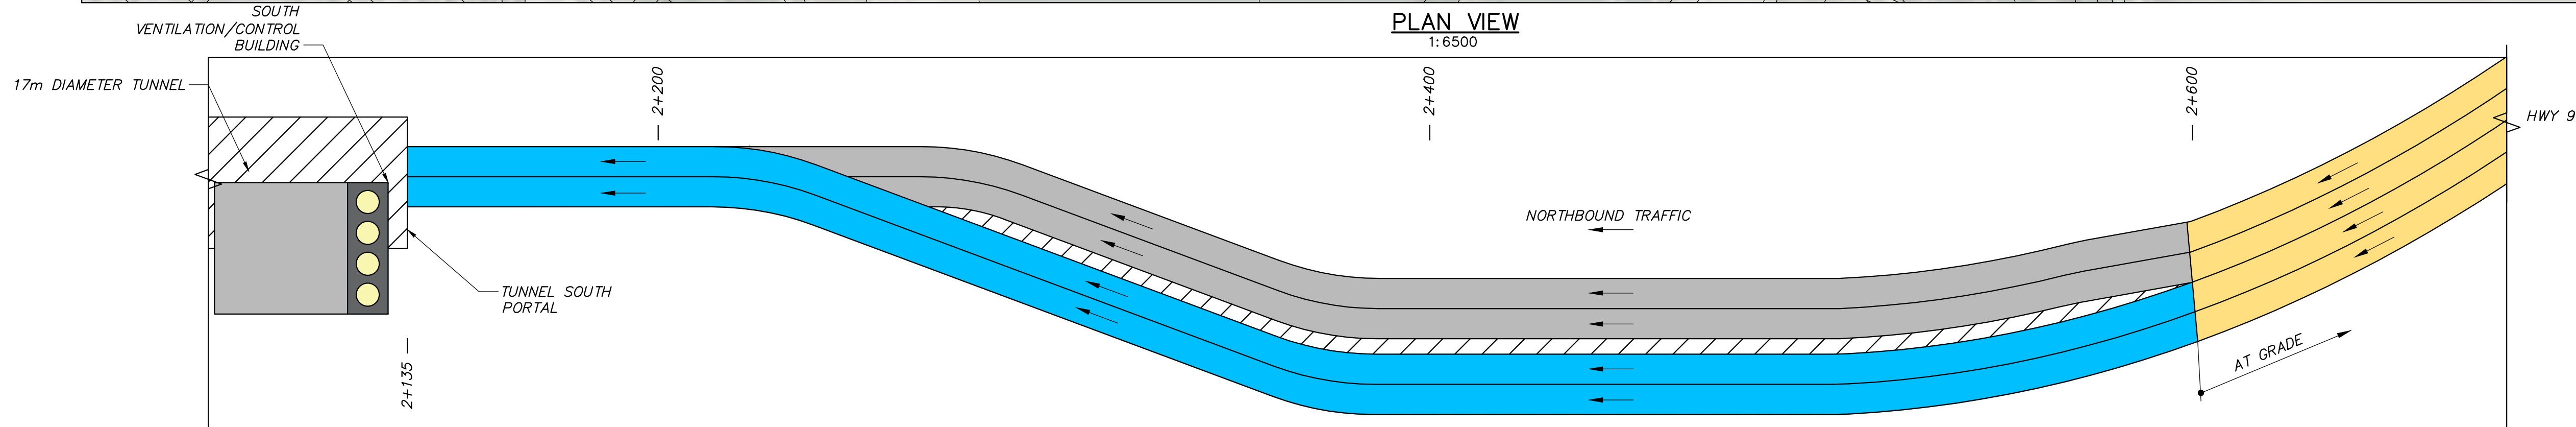 PLAN VIEW
1:6500
SOUTH
VENTILATION/CONTROL
BUILDING
17m DIAMETER TUNNEL
2+200
2+400
2+600
HWY 9
NORTHBOUND TRAFFIC
TUNNEL SOUTH
PORTAL
2+135
AT GRADE